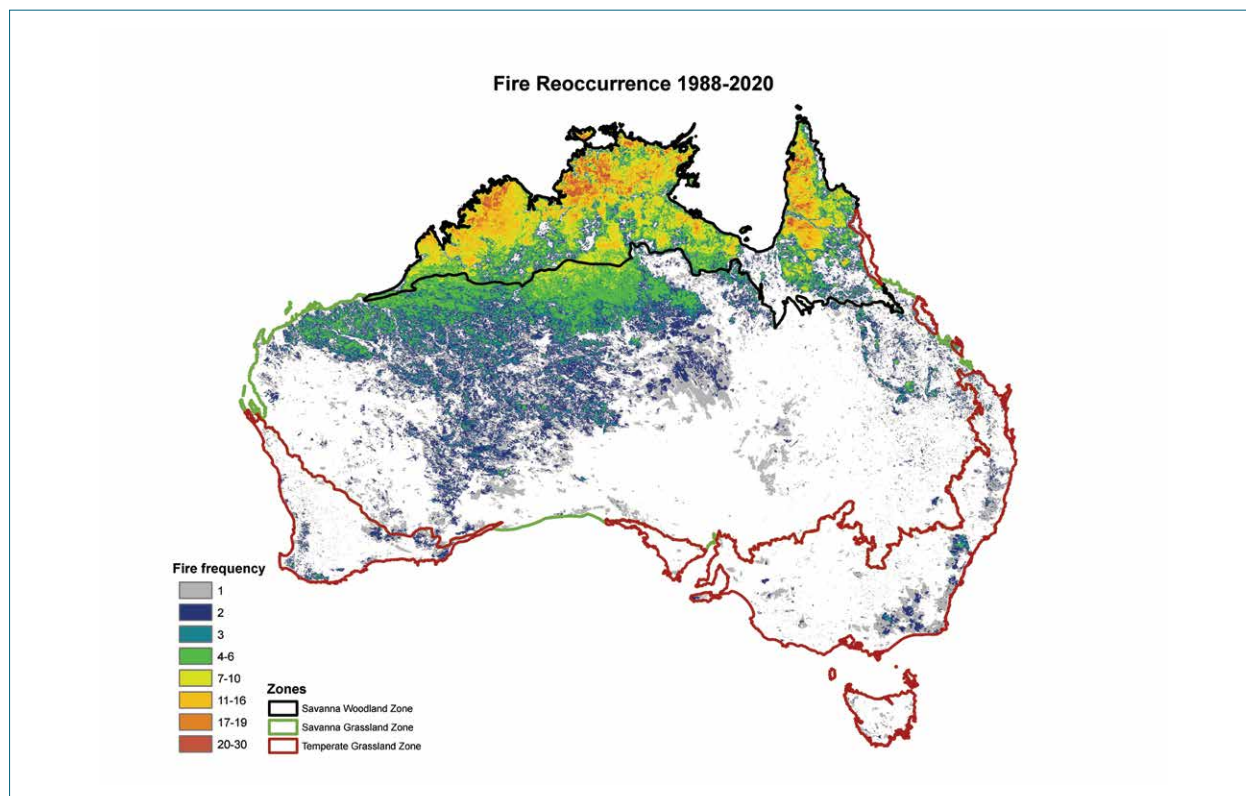 Fire Reoccurrence 1988-2020
Fire frequency
1
2
3
4-6
7-10
11-16
17-19
20-30
Zones
Savanna Woodland Zone
Savanna Grassland Zone
Temperate Grassland Zone